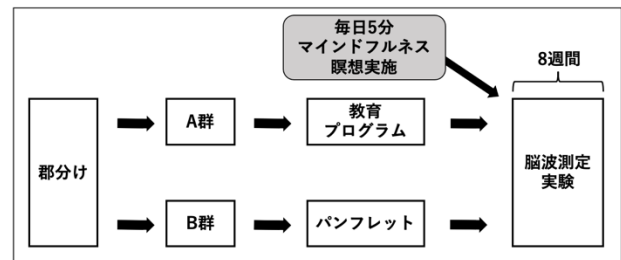 毎日5分
マインドフルネス
瞑想実施
8週間
郡分け
A群
教育
プログラム
脳波測定
実験
B群
パンフレット